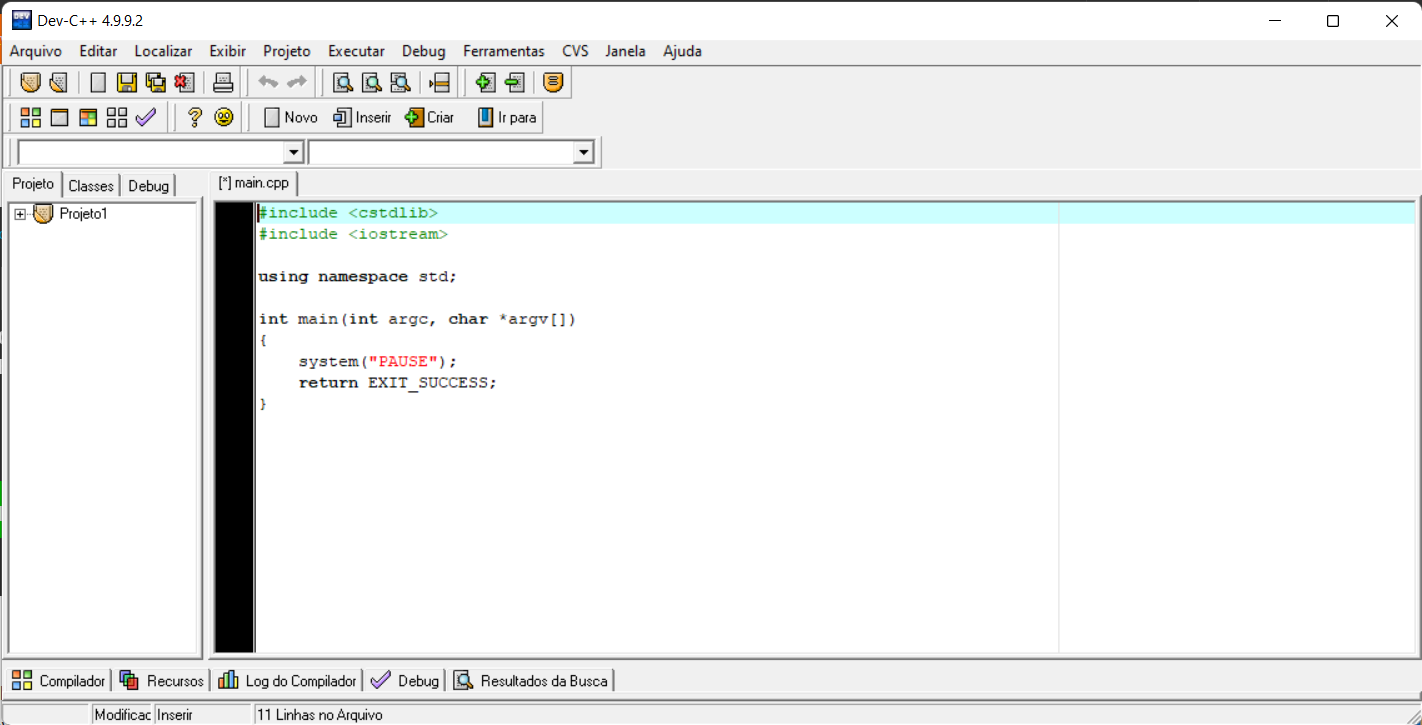 Dev-C++ 4.9.9.2
Arquivo Editar Localizar Exibir Projeto Executar Debug Ferramentas CVS Janela Ajuda
Novo Inserir Criar Ir para
Projeto Classes Debug [*] main.cpp
Projeto1
#include <cstdlib>
#include <iostream>
using namespace std;
int main(int argc, char *argv[])
{
system("PAUSE");
return EXIT_SUCCESS;
}
Compilador Recursos Log do Compilador Debug Resultados da Busca
Modificac Inserir 11 Linhas no Arquivo